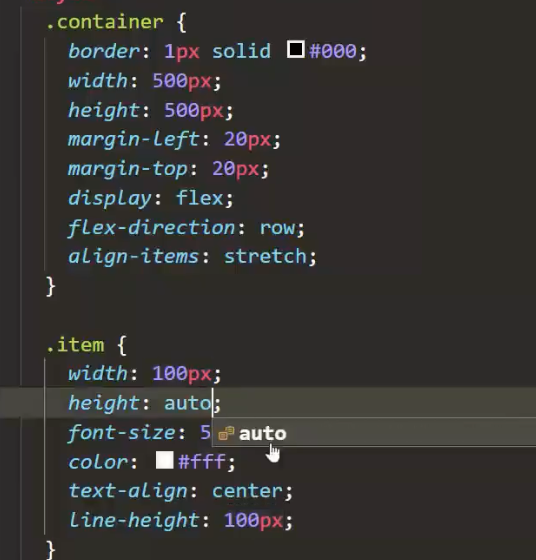 .container {
border: 1px solid #000;
width: 500px;
height: 500px;
margin-left: 20px;
margin-top: 20px;
display: flex;
flex-direction: row;
align-items: stretch;
}
.item {
width: 100px;
height: auto;
font-size: 5
auto
color: #fff;
text-align: center;
line-height: 100px;
}